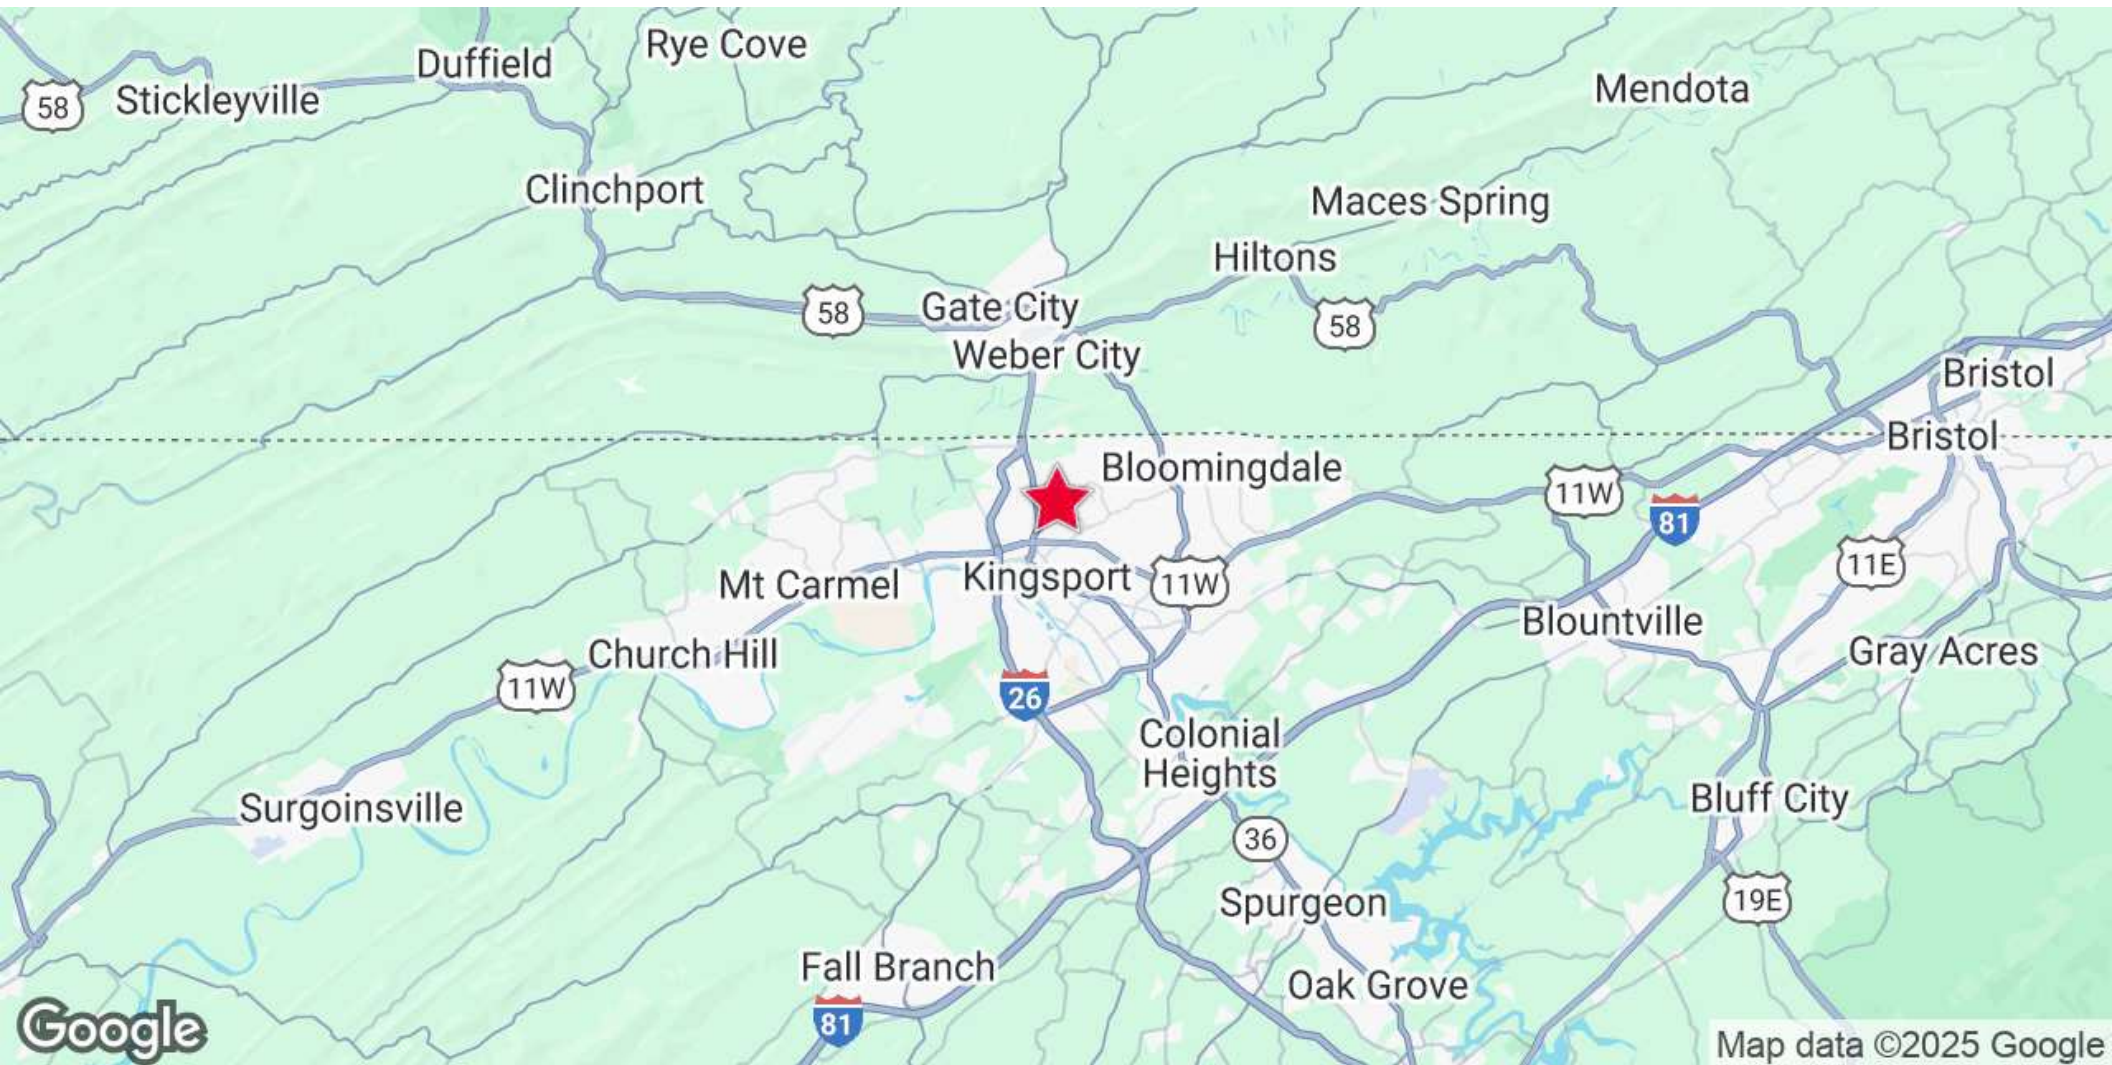 Rye Cove
Duffield
Mendota
58
Stickleyville
Clinchport
Maces Spring
Hiltons
Gate City
58
58
Weber City
Bristol
Bristol
Bloomingdale
11W
81
11E
Mt Carmel
Kingsport
11W
Blountville
Church Hill
Gray Acres
11W
26
Colonial
Heights
Surgoinsville
Bluff City
36
Spurgeon
19E
Fall Branch
Oak Grove
81
Google
Map data ©2025 Google